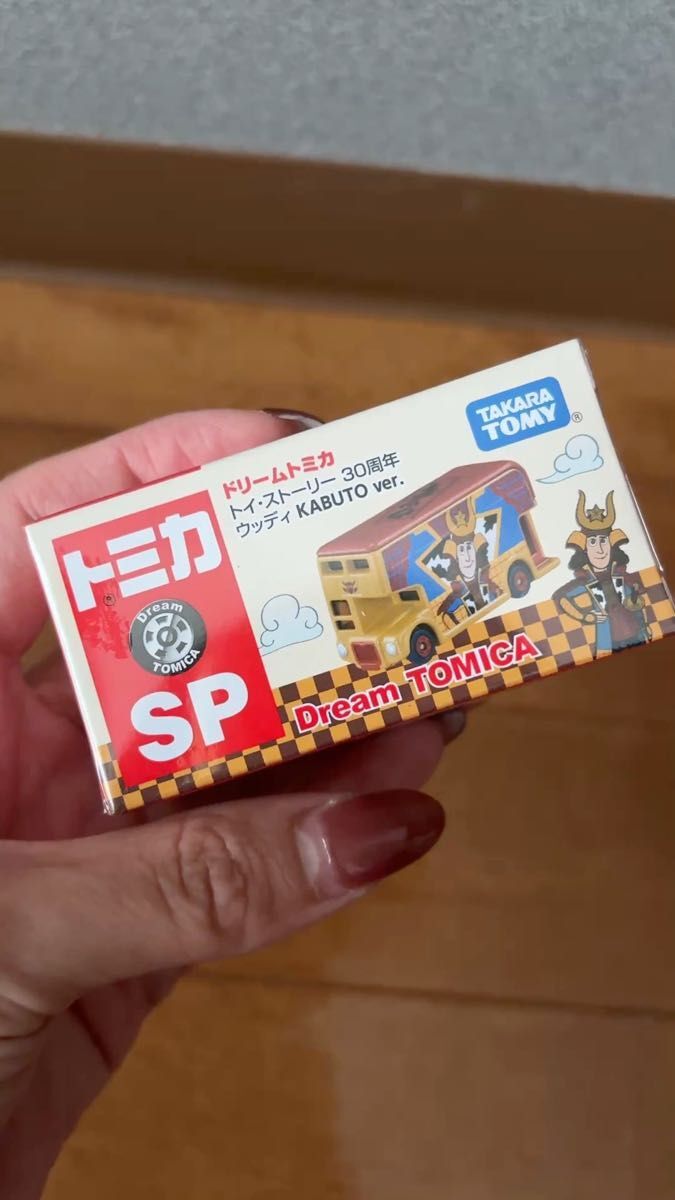 TAKARA
TOMY
®
ドリームトミカ
トイ・ストーリー 30周年
ウッディ KABUTO ver.
トミカ
®
Dream
TOMICA
SP
Dream TOMICA